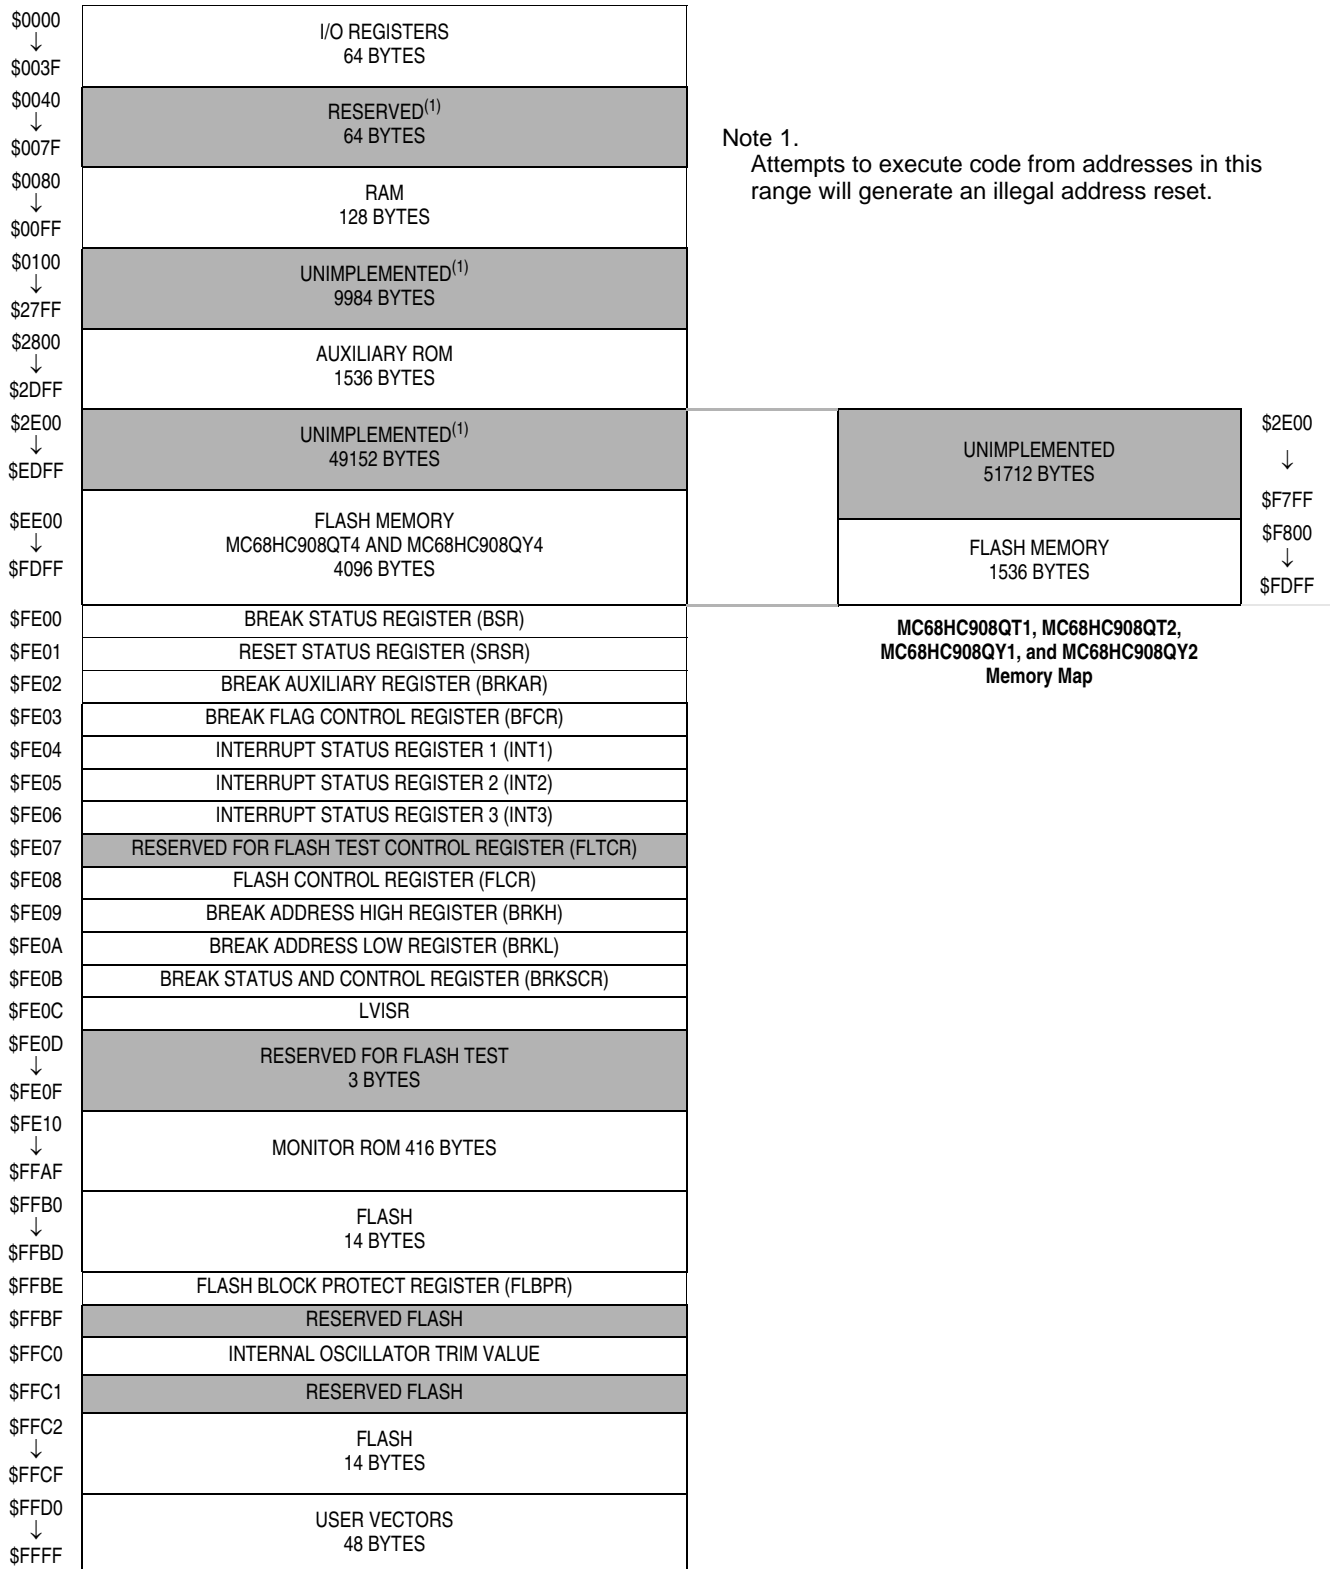 $0000
↓
$003F
I/O REGISTERS
64 BYTES
$0040
↓
$007F
RESERVED(1)
64 BYTES
Note 1.
Attempts to execute code from addresses in this
range will generate an illegal address reset.
$0080
↓
$00FF
RAM
128 BYTES
$0100
↓
$27FF
UNIMPLEMENTED(1)
9984 BYTES
$2800
↓
$2DFF
AUXILIARY ROM
1536 BYTES
$2E00
↓
$EDFF
UNIMPLEMENTED(1)
49152 BYTES
UNIMPLEMENTED
51712 BYTES
$2E00
↓
$F7FF
$EE00
↓
$FDFF
FLASH MEMORY
MC68HC908QT4 AND MC68HC908QY4
4096 BYTES
FLASH MEMORY
1536 BYTES
$F800
↓
$FDFF
MC68HC908QT1, MC68HC908QT2,
MC68HC908QY1, and MC68HC908QY2
Memory Map
$FE00 BREAK STATUS REGISTER (BSR)
$FE01 RESET STATUS REGISTER (SRSR)
$FE02 BREAK AUXILIARY REGISTER (BRKAR)
$FE03 BREAK FLAG CONTROL REGISTER (BFCR)
$FE04 INTERRUPT STATUS REGISTER 1 (INT1)
$FE05 INTERRUPT STATUS REGISTER 2 (INT2)
$FE06 INTERRUPT STATUS REGISTER 3 (INT3)
$FE07 RESERVED FOR FLASH TEST CONTROL REGISTER (FLTCR)
$FE08 FLASH CONTROL REGISTER (FLCR)
$FE09 BREAK ADDRESS HIGH REGISTER (BRKH)
$FE0A BREAK ADDRESS LOW REGISTER (BRKL)
$FE0B BREAK STATUS AND CONTROL REGISTER (BRKSCR)
$FE0C LVISR
$FE0D
↓
$FE0F
RESERVED FOR FLASH TEST
3 BYTES
$FE10
↓
$FFAF
MONITOR ROM 416 BYTES
$FFB0
↓
$FFBD
FLASH
14 BYTES
$FFBE FLASH BLOCK PROTECT REGISTER (FLBPR)
$FFBF RESERVED FLASH
$FFC0 INTERNAL OSCILLATOR TRIM VALUE
$FFC1 RESERVED FLASH
$FFC2
↓
$FFCF
FLASH
14 BYTES
$FFD0
↓
$FFFF
USER VECTORS
48 BYTES